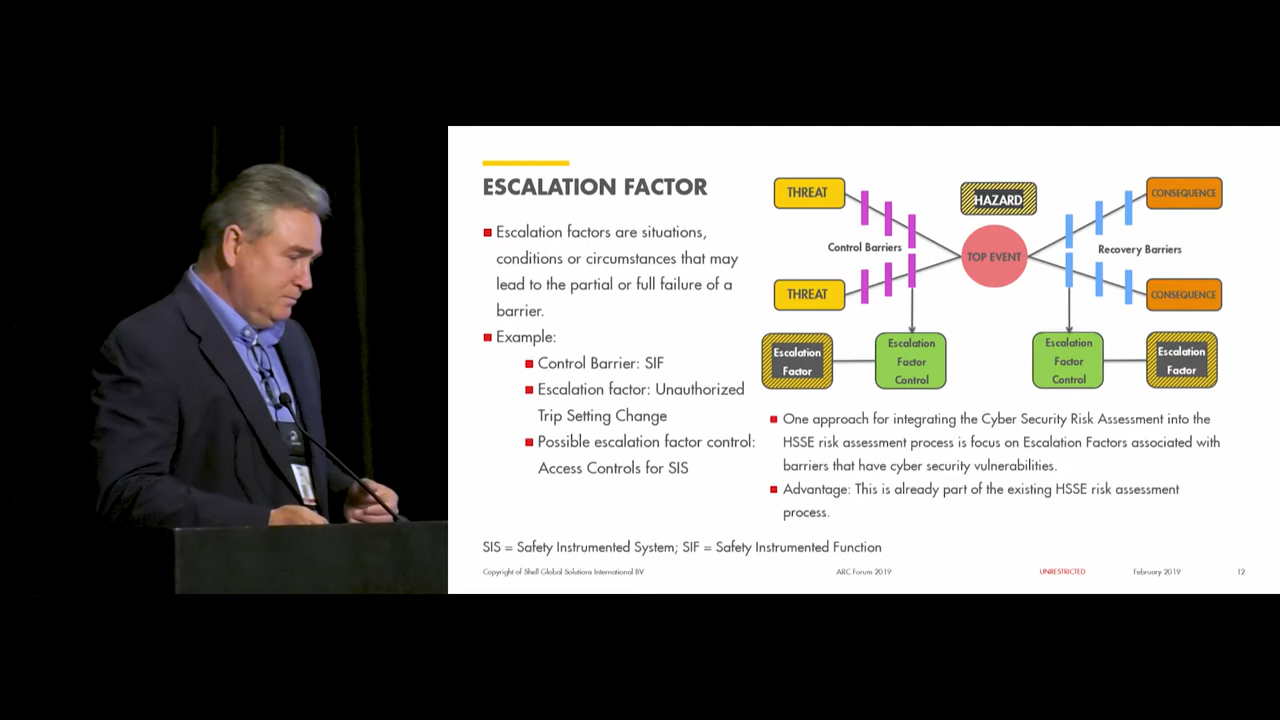 ESCALATION FACTOR
Escalation factors are situations,
conditions or circumstances that may
lead to the partial or full failure of a
barrier.
Example:
Control Barrier: SIF
Escalation factor: Unauthorized
Trip Setting Change
Possible escalation factor control:
Access Controls for SIS
THREAT
HAZARD
CONSEQUENCE
Control Barriers
TOP EVENT
Recovery Barriers
THREAT
CONSEQUENCE
Escalation
Factor
Escalation
Factor
Control
Escalation
Factor
Control
Escalation
Factor
One approach for integrating the Cyber Security Risk Assessment into the
HSSE risk assessment process is focus on Escalation Factors associated with
barriers that have cyber security vulnerabilities.
Advantage: This is already part of the existing HSSE risk assessment
process.
SIS = Safety Instrumented System; SIF = Safety Instrumented Function
Copyright of Shell Global Solutions International BV
ARC Forum 2019
UNRESTRICTED
February 2019
12